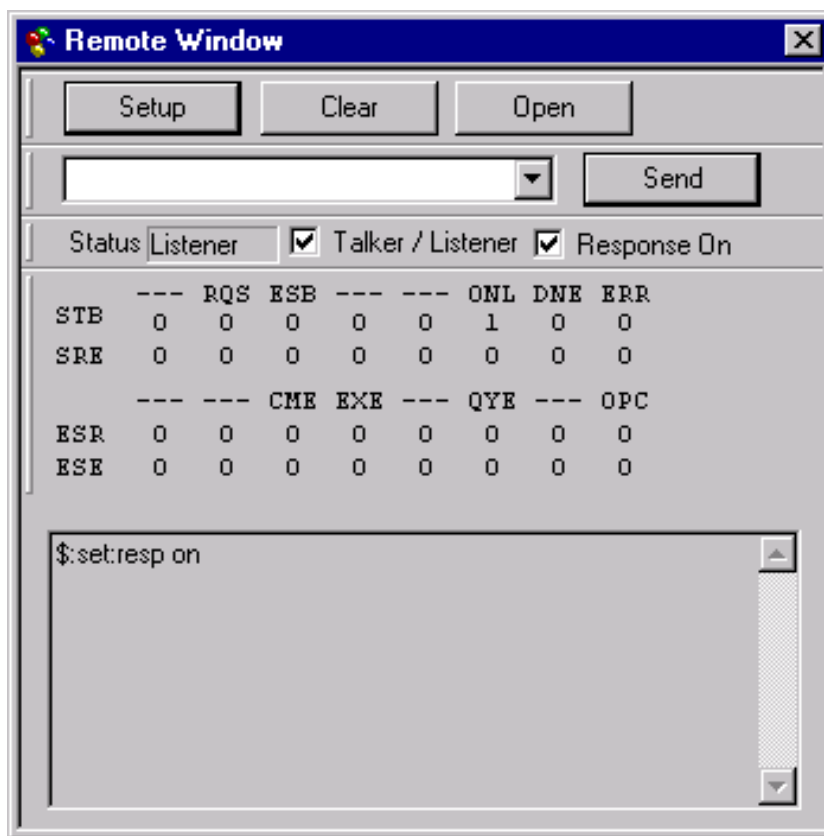 Remote Window
Setup Clear Open
Send
Status Listener Talker / Listener Response On
--- RQS ESB --- --- ONL DNE ERR
STB 0 0 0 0 0 1 0 0
SRE 0 0 0 0 0 0 0 0
--- --- CME EXE --- QYE --- OPC
ESR 0 0 0 0 0 0 0 0
ESE 0 0 0 0 0 0 0 0
$:set:resp on